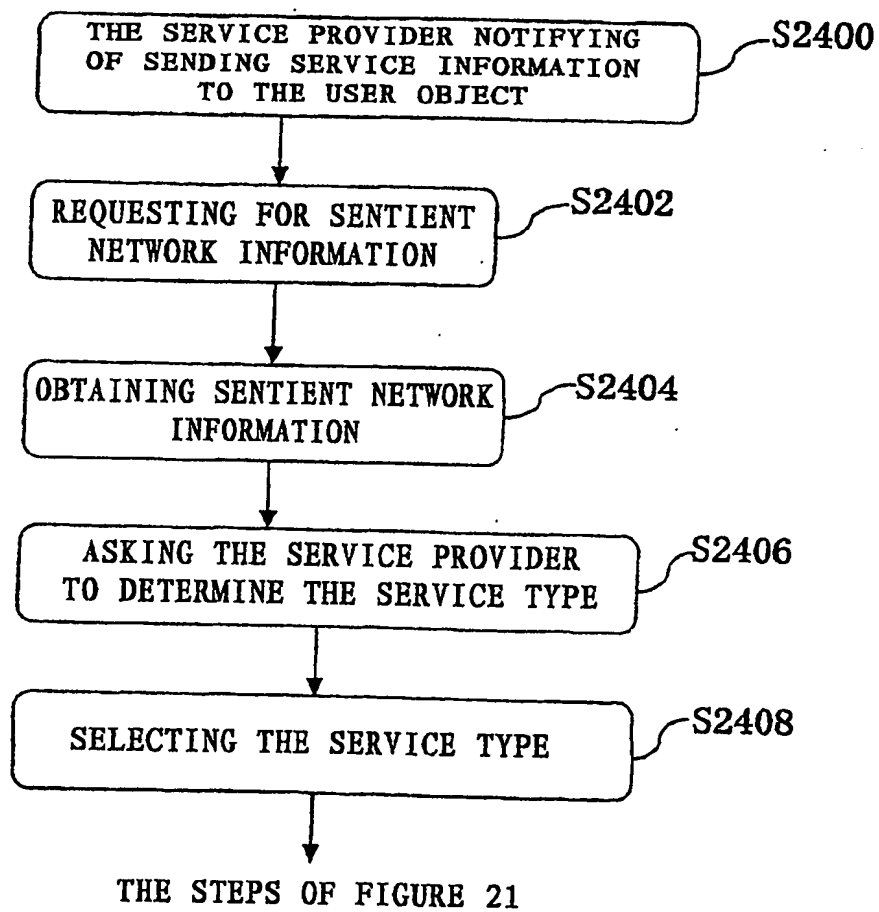 THE SERVICE PROVIDER NOTIFYING
OF SENDING SERVICE INFORMATION
TO THE USER OBJECT
S2400
REQUESTING FOR SENTIENT
NETWORK INFORMATION
S2402
OBTAINING SENTIENT NETWORK
INFORMATION
S2404
ASKING THE SERVICE PROVIDER
TO DETERMINE THE SERVICE TYPE
S2406
SELECTING THE SERVICE TYPE
S2408
THE STEPS OF FIGURE 21